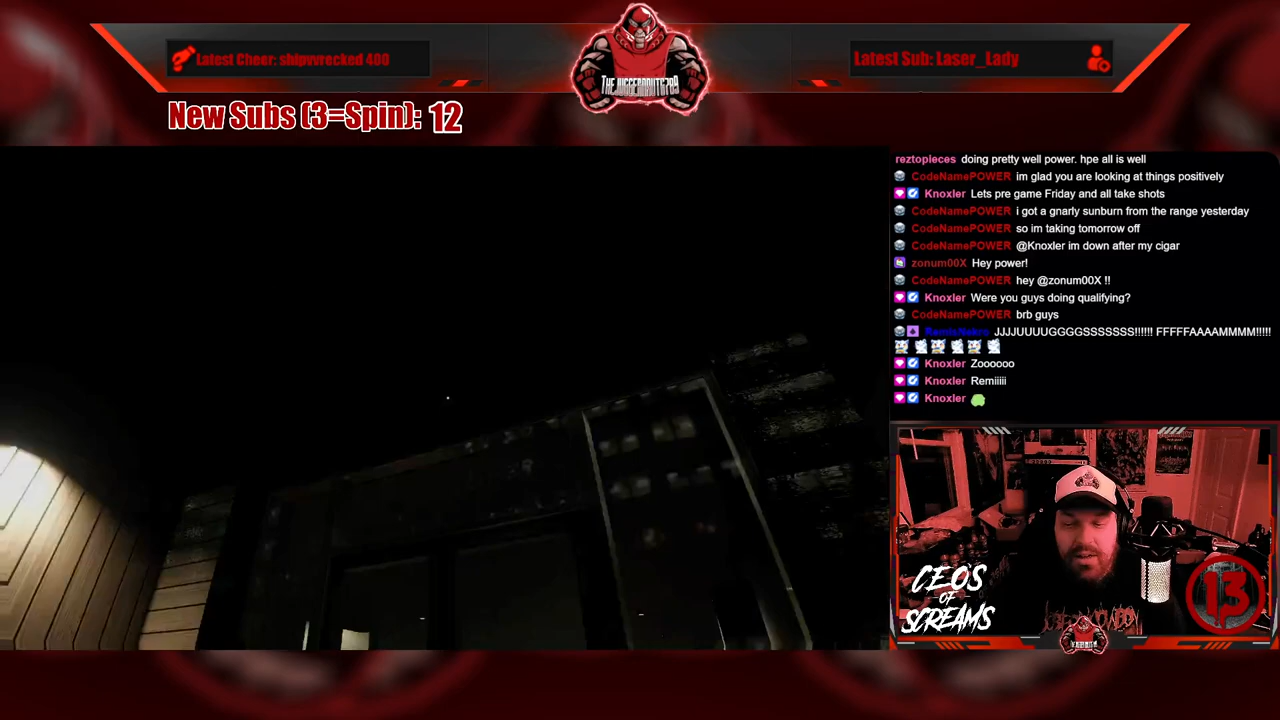 Latest Cheer: sh1pwrecked 400
THEJUGGERNAUT6789
Latest Sub: Laser_Lady
New Subs (3=Spin): 12
reztopieces doing pretty well power. hpe all is well
CodeNamePOWER im glad you are looking at things positively
Knoxler Lets pre game Friday and all take shots
CodeNamePOWER i got a gnarly sunburn from the range yesterday
CodeNamePOWER so im taking tomorrow off
CodeNamePOWER @Knoxler im down after my cigar
zonum00X Hey power!
CodeNamePOWER hey @zonum00X !!
Knoxler Were you guys doing qualifying?
CodeNamePOWER brb guys
RemisNekro JJJJUUUUGGGGSSSSSSS!!!!!! FFFFFAAAAMMMM!!!!!
Knoxler Zoooooo
Knoxler Remiiiii
Knoxler
CEOS
OF
SCREAMS
13